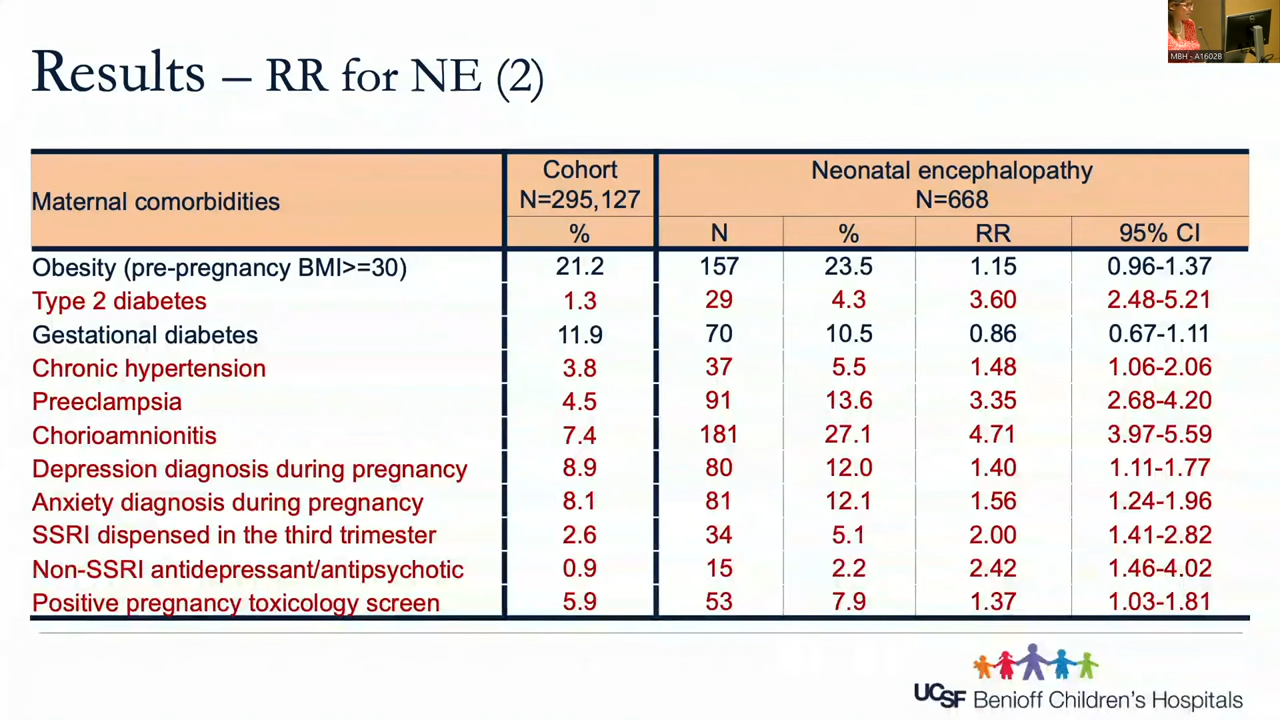 MBH - A1602B
Results – RR for NE (2)
Maternal comorbidities
Cohort
N=295,127
Neonatal encephalopathy
N=668
% N % RR 95% CI
Obesity (pre-pregnancy BMI>=30) 21.2 157 23.5 1.15 0.96-1.37
Type 2 diabetes 1.3 29 4.3 3.60 2.48-5.21
Gestational diabetes 11.9 70 10.5 0.86 0.67-1.11
Chronic hypertension 3.8 37 5.5 1.48 1.06-2.06
Preeclampsia 4.5 91 13.6 3.35 2.68-4.20
Chorioamnionitis 7.4 181 27.1 4.71 3.97-5.59
Depression diagnosis during pregnancy 8.9 80 12.0 1.40 1.11-1.77
Anxiety diagnosis during pregnancy 8.1 81 12.1 1.56 1.24-1.96
SSRI dispensed in the third trimester 2.6 34 5.1 2.00 1.41-2.82
Non-SSRI antidepressant/antipsychotic 0.9 15 2.2 2.42 1.46-4.02
Positive pregnancy toxicology screen 5.9 53 7.9 1.37 1.03-1.81
UCSF Benioff Children's Hospitals